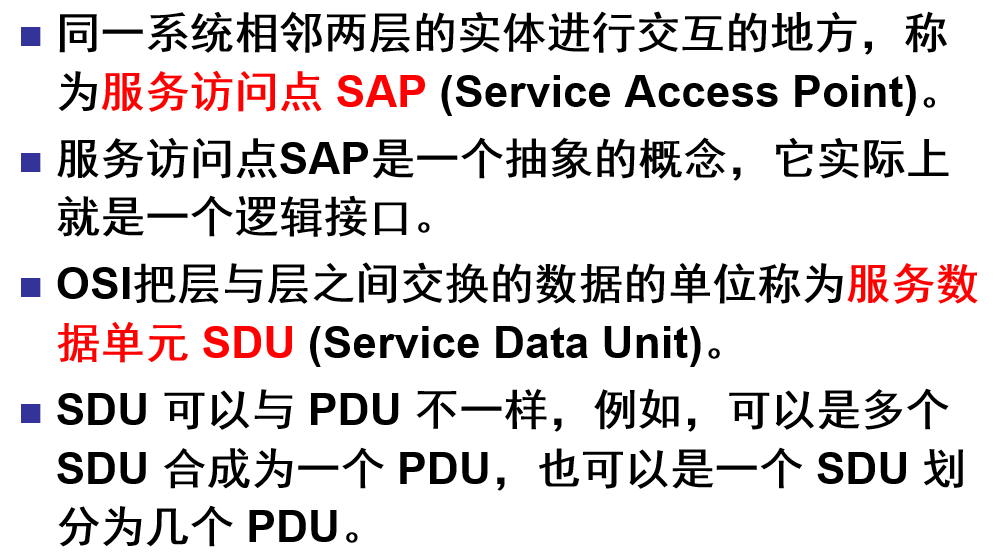 同一系统相邻两层的实体进行交互的地方，称
为服务访问点 SAP (Service Access Point)。
服务访问点SAP是一个抽象的概念，它实际上
就是一个逻辑接口。
OSI把层与层之间交换的数据的单位称为服务数
据单元 SDU (Service Data Unit)。
SDU 可以与 PDU 不一样，例如，可以是多个
SDU 合成为一个 PDU，也可以是一个 SDU 划
分为几个 PDU。